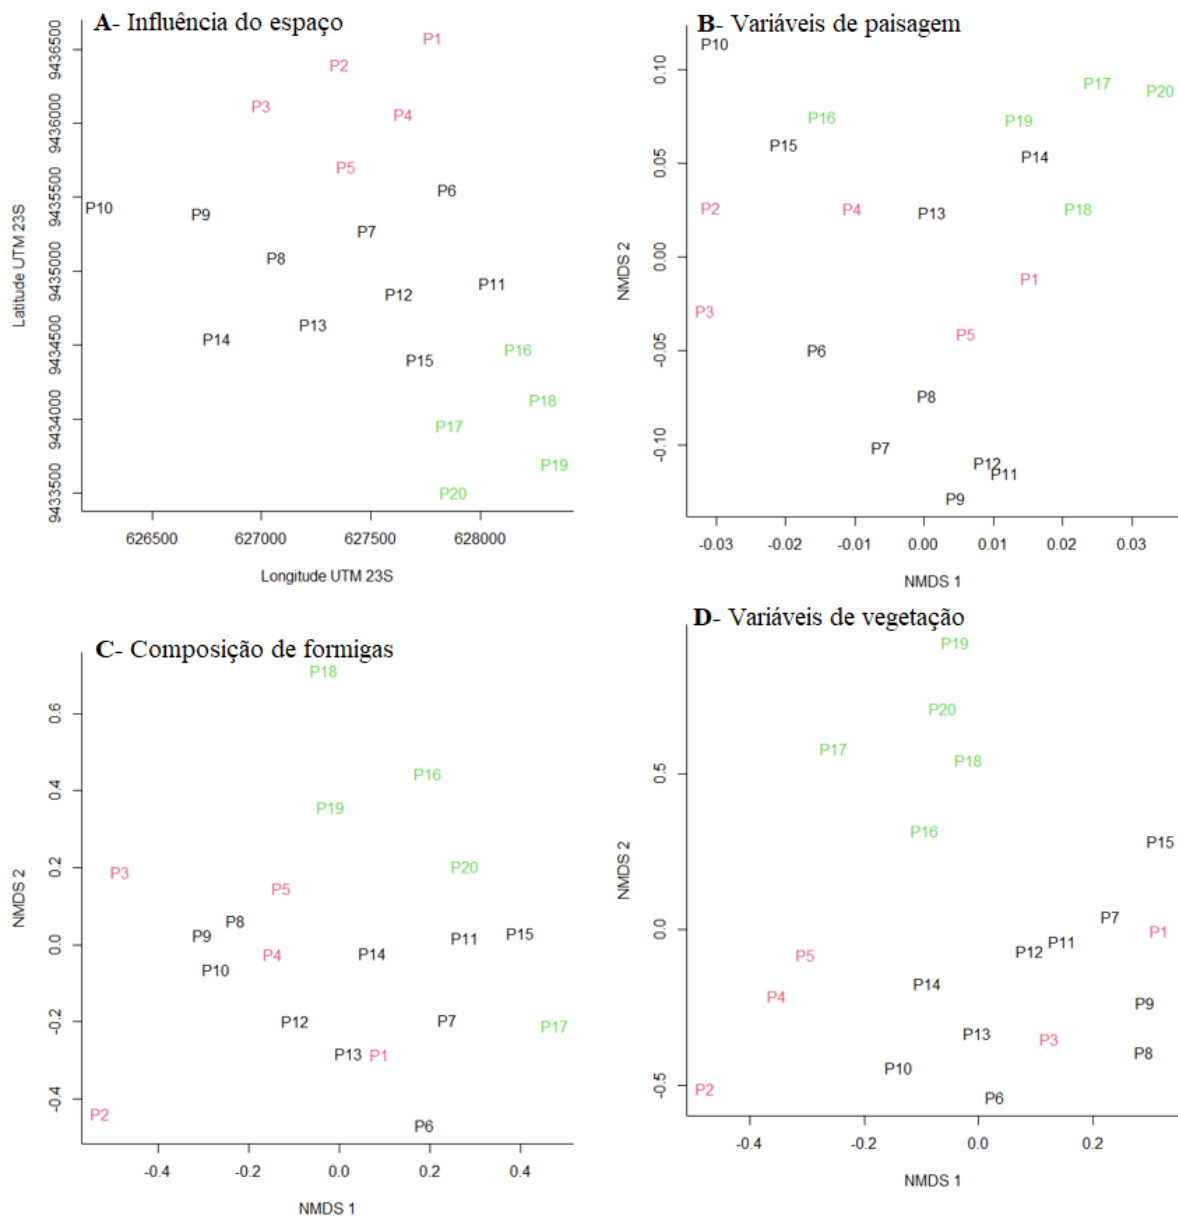 A- Influência do espaço
Latitude UTM 23S
9436500
9436000
9435500
9435000
9434500
9434000
9433500
P1
P2
P3
P4
P5
P6
P10
P9
P7
P8
P11
P12
P13
P14
P15
P16
P18
P17
P19
P20
626500 627000 627500 628000
Longitude UTM 23S
B- Variáveis de paisagem
NMDS 2
0.10
0.05
0.00
-0.05
-0.10
P10
P17
P20
P16
P19
P15
P14
P2
P4
P13
P18
P1
P3
P5
P6
P8
P7
P12
P11
P9
-0.03 -0.02 -0.01 0.00 0.01 0.02 0.03
NMDS 1
C- Composição de formigas
NMDS 2
0.6
0.4
0.2
0.0
-0.2
-0.4
P18
P16
P19
P20
P3
P5
P8
P9
P15
P11
P4
P14
P10
P12
P7
P17
P13
P1
P2
P6
-0.4 -0.2 0.0 0.2 0.4
NMDS 1
D- Variáveis de vegetação
NMDS 2
0.5
0.0
-0.5
P19
P20
P17
P18
P16
P15
P7
P1
P11
P12
P5
P14
P4
P9
P13
P3
P8
P10
P2
P6
-0.4 -0.2 0.0 0.2
NMDS 1